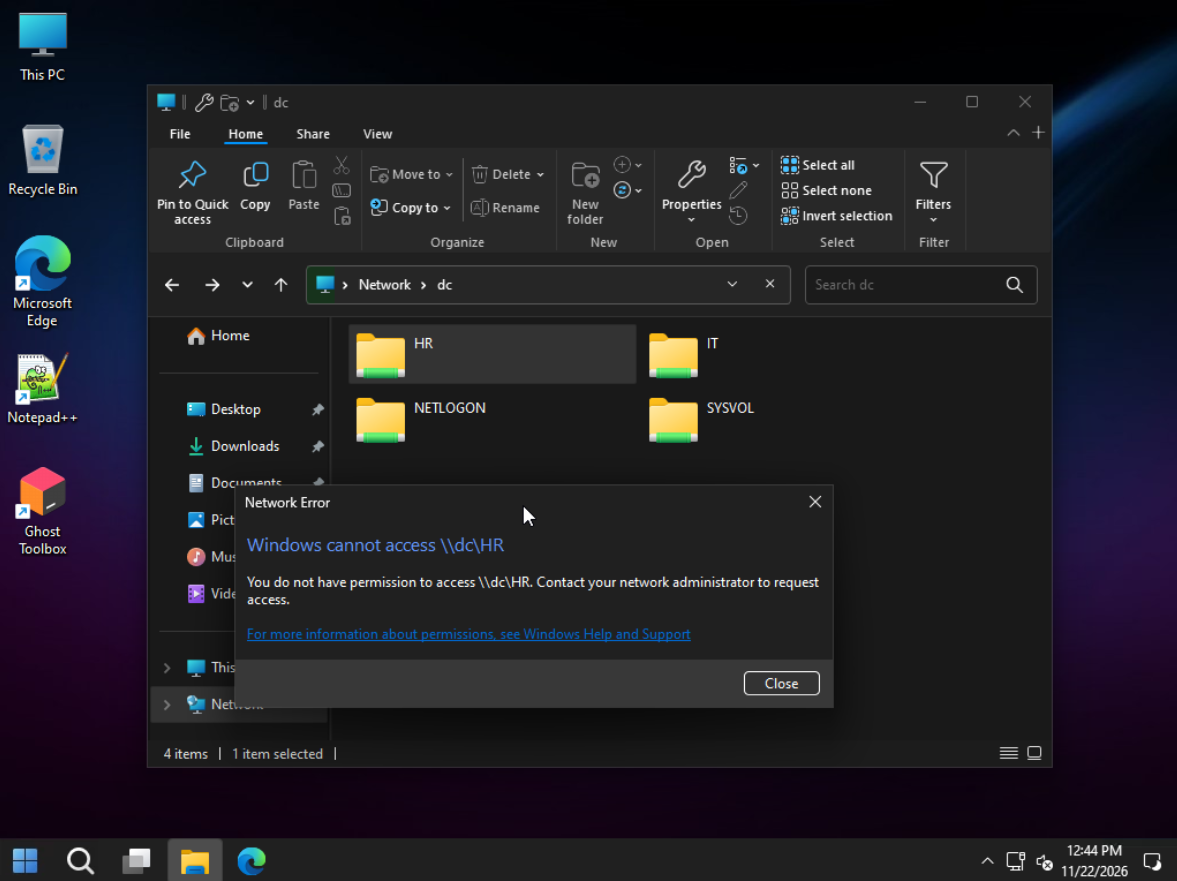 This PC
Recycle Bin
Microsoft
Edge
Notepad++
Ghost
Toolbox
dc
File Home Share View
Pin to Quick
access
Copy
Paste
Clipboard
Move to
Copy to
Delete
Rename
Organize
New
folder
New
Properties
Open
Select all
Select none
Invert selection
Select
Filters
Filter
Network dc
Search dc
Home
Desktop
Downloads
Documents
Pict
Mus
Vide
This
Network
HR
IT
NETLOGON
SYSVOL
Network Error
Windows cannot access \\dc\HR
You do not have permission to access \\dc\HR. Contact your network administrator to request
access.
For more information about permissions, see Windows Help and Support
Close
4 items 1 item selected
12:44 PM
11/22/2026